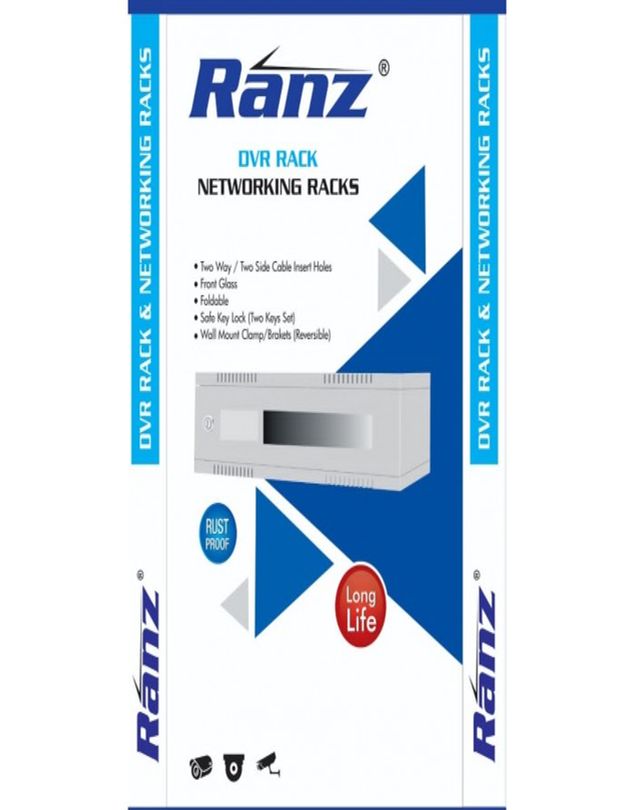 Ranz®
DVR RACK
NETWORKING RACKS
• Two Way / Two Side Cable Insert Holes
• Front Glass
• Foldable
• Safe Key Lock (Two Keys Set)
• Wall Mount Clamp/Brakets (Reversible)
RUST
PROOF
Long
Life
DVR RACK & NETWORKING RACKS
Ranz®
DVR RACK & NETWORKING RACKS
Ranz®